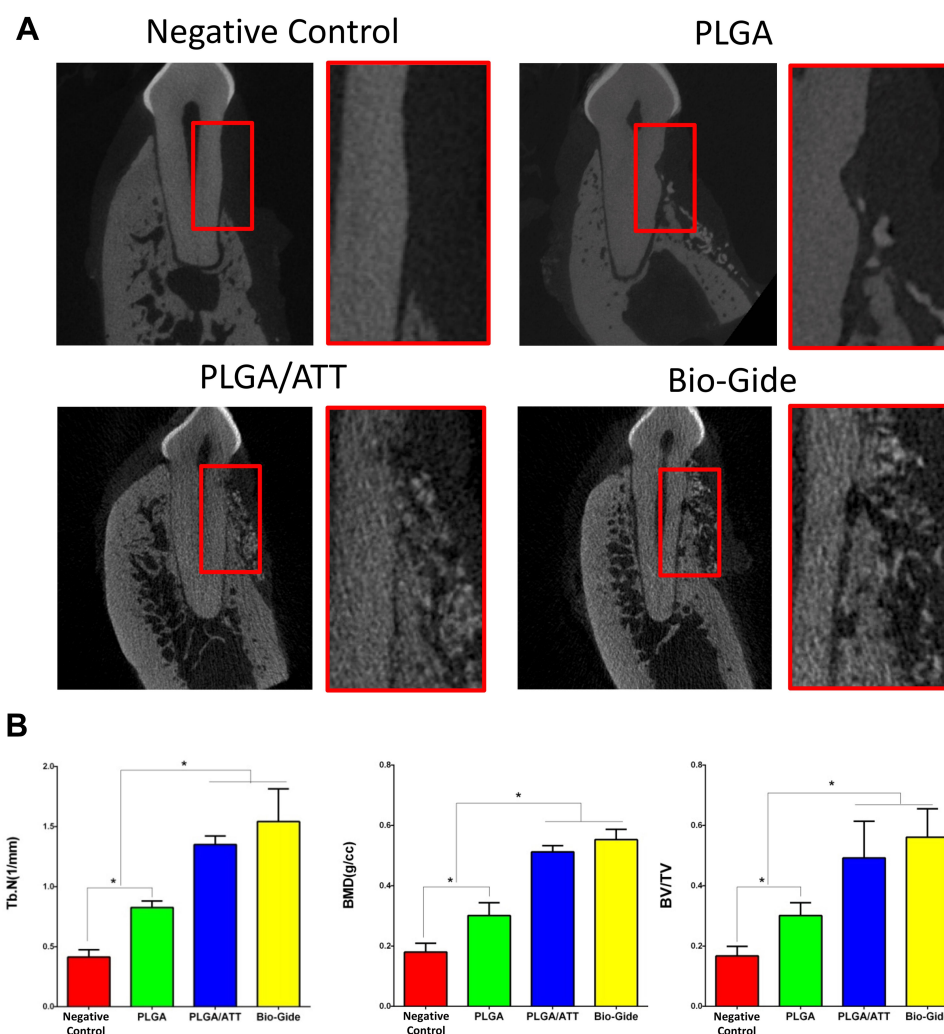 A
Negative Control
PLGA
PLGA/ATT
Bio-Gide
B
Tb.N(1/mm)
2.0
1.5
1.0
0.5
0.0
*
*
Negative
Control
PLGA
PLGA/ATT
Bio-Gide
BMD(g/cc)
0.8
0.6
0.4
0.2
0.0
*
*
Negative
Control
PLGA
PLGA/ATT
Bio-Gide
BV/TV
0.8
0.6
0.4
0.2
0.0
*
*
Negative
Control
PLGA
PLGA/ATT
Bio-Gid